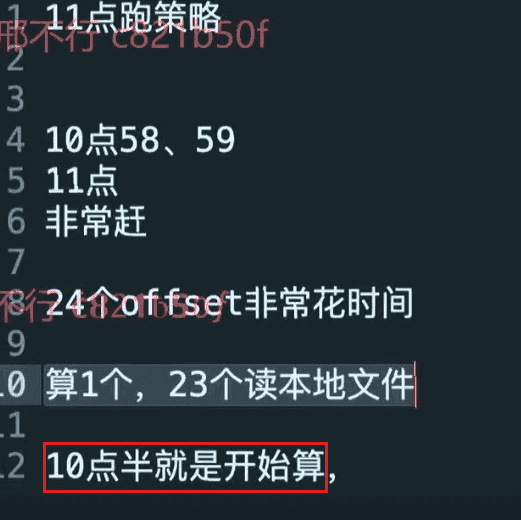 1 11点跑策略
邢不行 c821b50f
2
3
4 10点58、59
5 11点
6 非常赶
7
8 24个offset非常花时间
不行 c821b50f
9
10 算1个，23个读本地文件
11
12 10点半就是开始算，